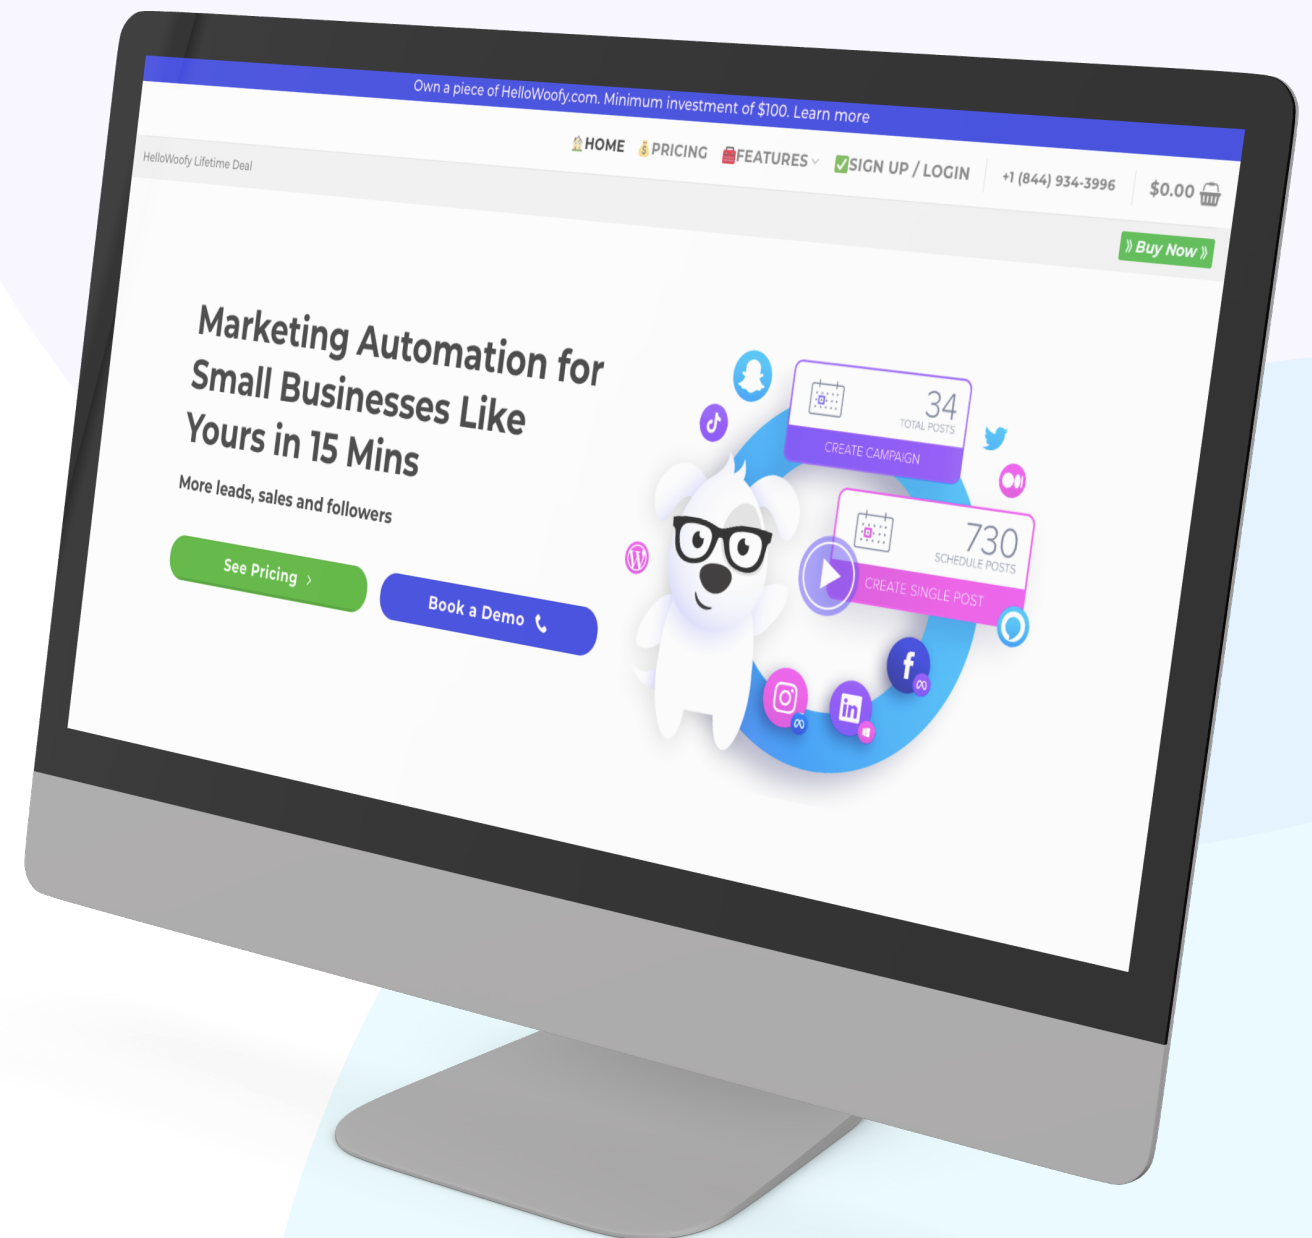 Own a piece of HelloWoofy.com. Minimum investment of $100. Learn more
HOME PRICING FEATURES SIGN UP / LOGIN +1 (844) 934-3996 $0.00
HelloWoofy Lifetime Deal
Buy Now
Marketing Automation for
Small Businesses Like
Yours in 15 Mins
More leads, sales and followers
See Pricing
Book a Demo
34
TOTAL POSTS
CREATE CAMPAIGN
730
SCHEDULE POSTS
CREATE SINGLE POST
f
in